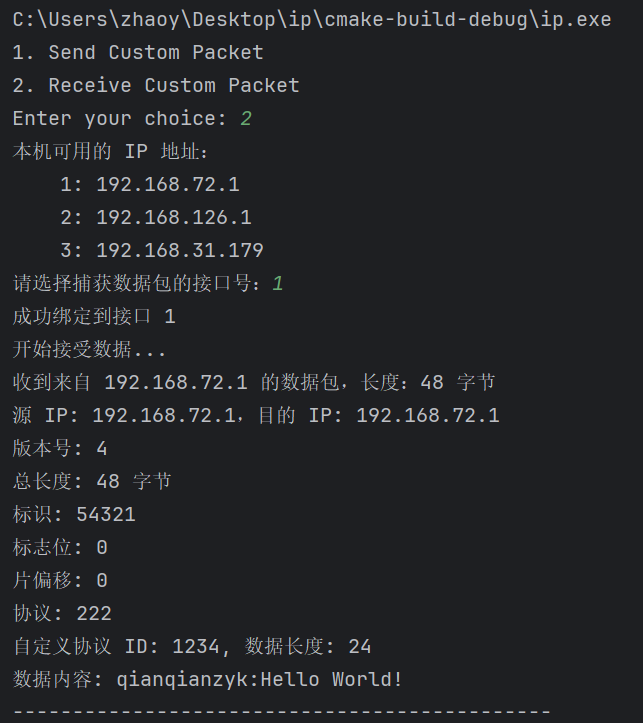 C:\Users\zhaoy\Desktop\ip\cmake-build-debug\ip.exe
1. Send Custom Packet
2. Receive Custom Packet
Enter your choice: 2
本机可用的 IP 地址:
    1: 192.168.72.1
    2: 192.168.126.1
    3: 192.168.31.179
请选择捕获数据包的接口号: 1
成功绑定到接口 1
开始接受数据...
收到来自 192.168.72.1 的数据包，长度: 48 字节
源 IP: 192.168.72.1, 目的 IP: 192.168.72.1
版本号: 4
总长度: 48 字节
标识: 54321
标志位: 0
片偏移: 0
协议: 222
自定义协议 ID: 1234, 数据长度: 24
数据内容: qianqianzyk:Hello World!
---------------------------------------------